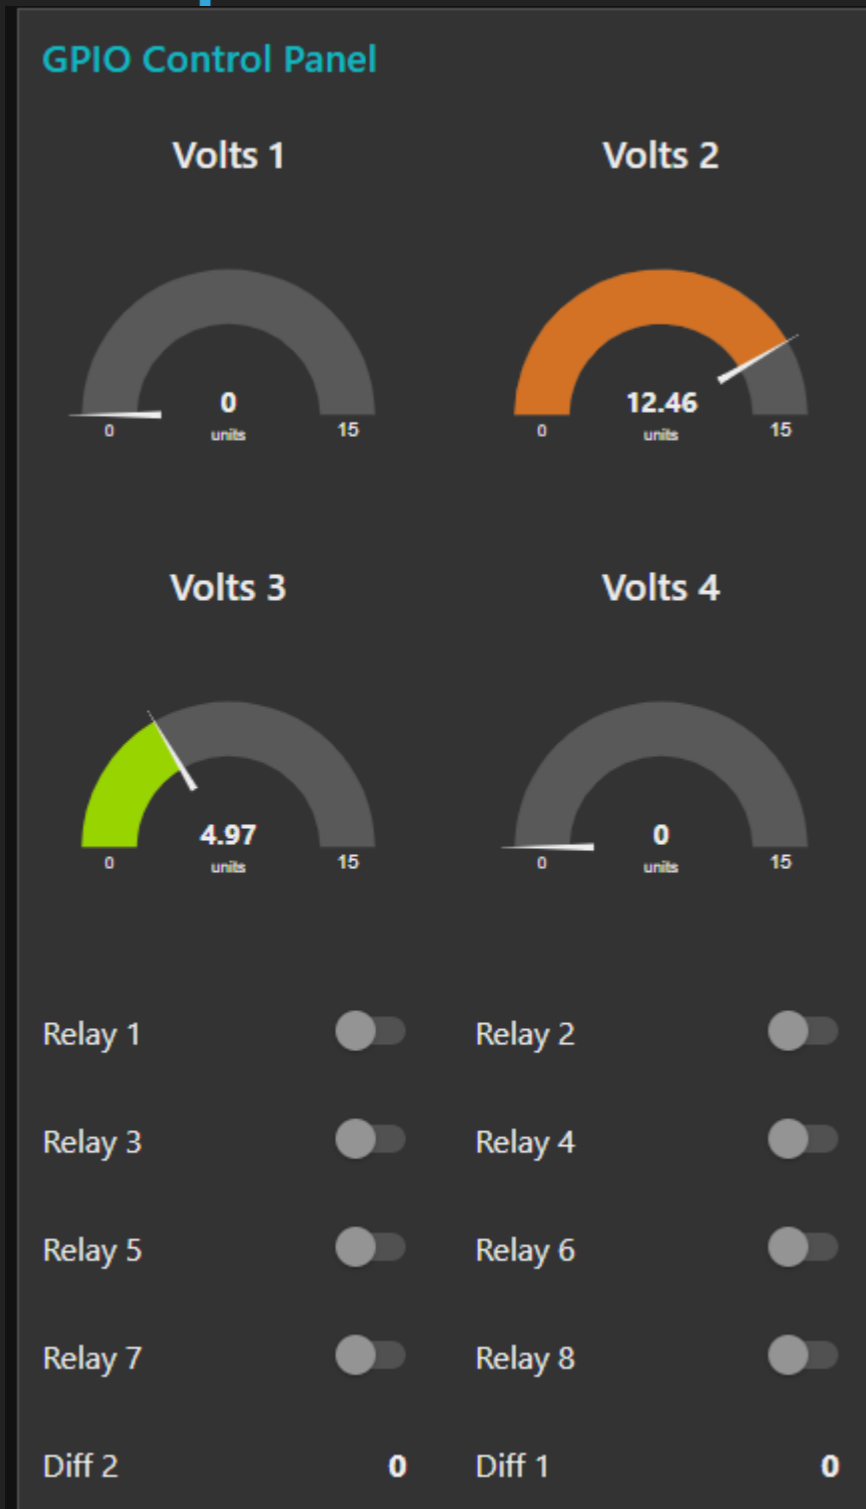 GPIO Control Panel
Volts 1
Volts 2
0
units
0
15
12.46
units
0
15
Volts 3
Volts 4
4.97
units
0
15
0
units
0
15
Relay 1
Relay 2
Relay 3
Relay 4
Relay 5
Relay 6
Relay 7
Relay 8
Diff 2 0
Diff 1 0